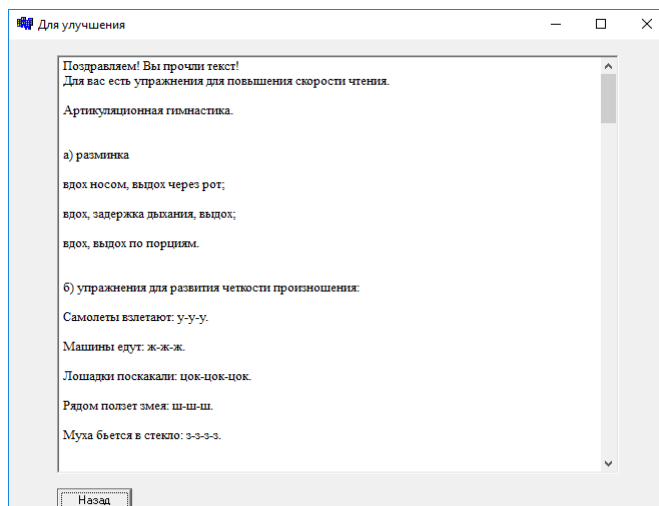 Для улучшения
Поздравляем! Вы прочли текст!
Для вас есть упражнения для повышения скорости чтения.
Артикуляционная гимнастика.
а) разминка
вдох носом, выдох через рот;
вдох, задержка дыхания, выдох;
вдох, выдох по порциям.
б) упражнения для развития четкости произношения:
Самолеты взлетают: у-у-у.
Машины едут: ж-ж-ж.
Лошадки поскакали: цок-цок-цок.
Рядом ползет змея: ш-ш-ш.
Муха бьется в стекло: з-з-з-з.
Назад